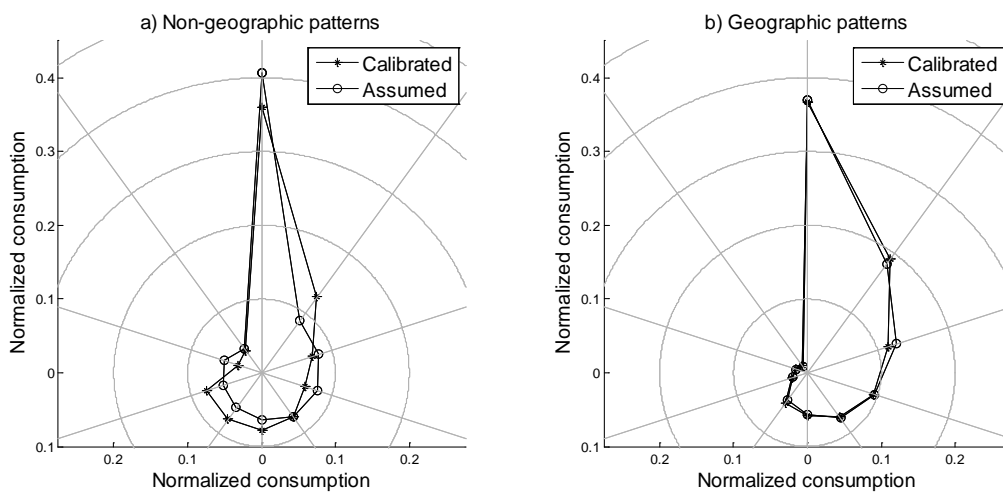 a) Non-geographic patterns
Calibrated
Assumed
0.4
0.3
0.2
0.1
0
0.1
Normalized consumption
0.2 0.1 0 0.1 0.2
Normalized consumption
b) Geographic patterns
Calibrated
Assumed
0.4
0.3
0.2
0.1
0
0.1
Normalized consumption
0.2 0.1 0 0.1 0.2
Normalized consumption